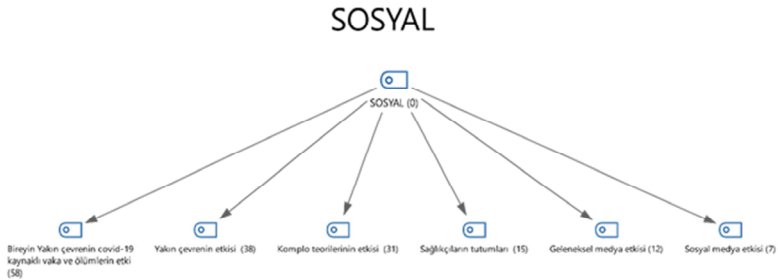 SOSYAL
SOSYAL (0)
Bireyin Yakın çevrenin covid-19
kaynaklı vaka ve ölümlerin etki
(58)
Yakın çevrenin etkisi (38)
Komplo teorilerinin etkisi (31)
Sağlıkçıların tutumları (15)
Geleneksel medya etkisi (12)
Sosyal medya etkisi (7)